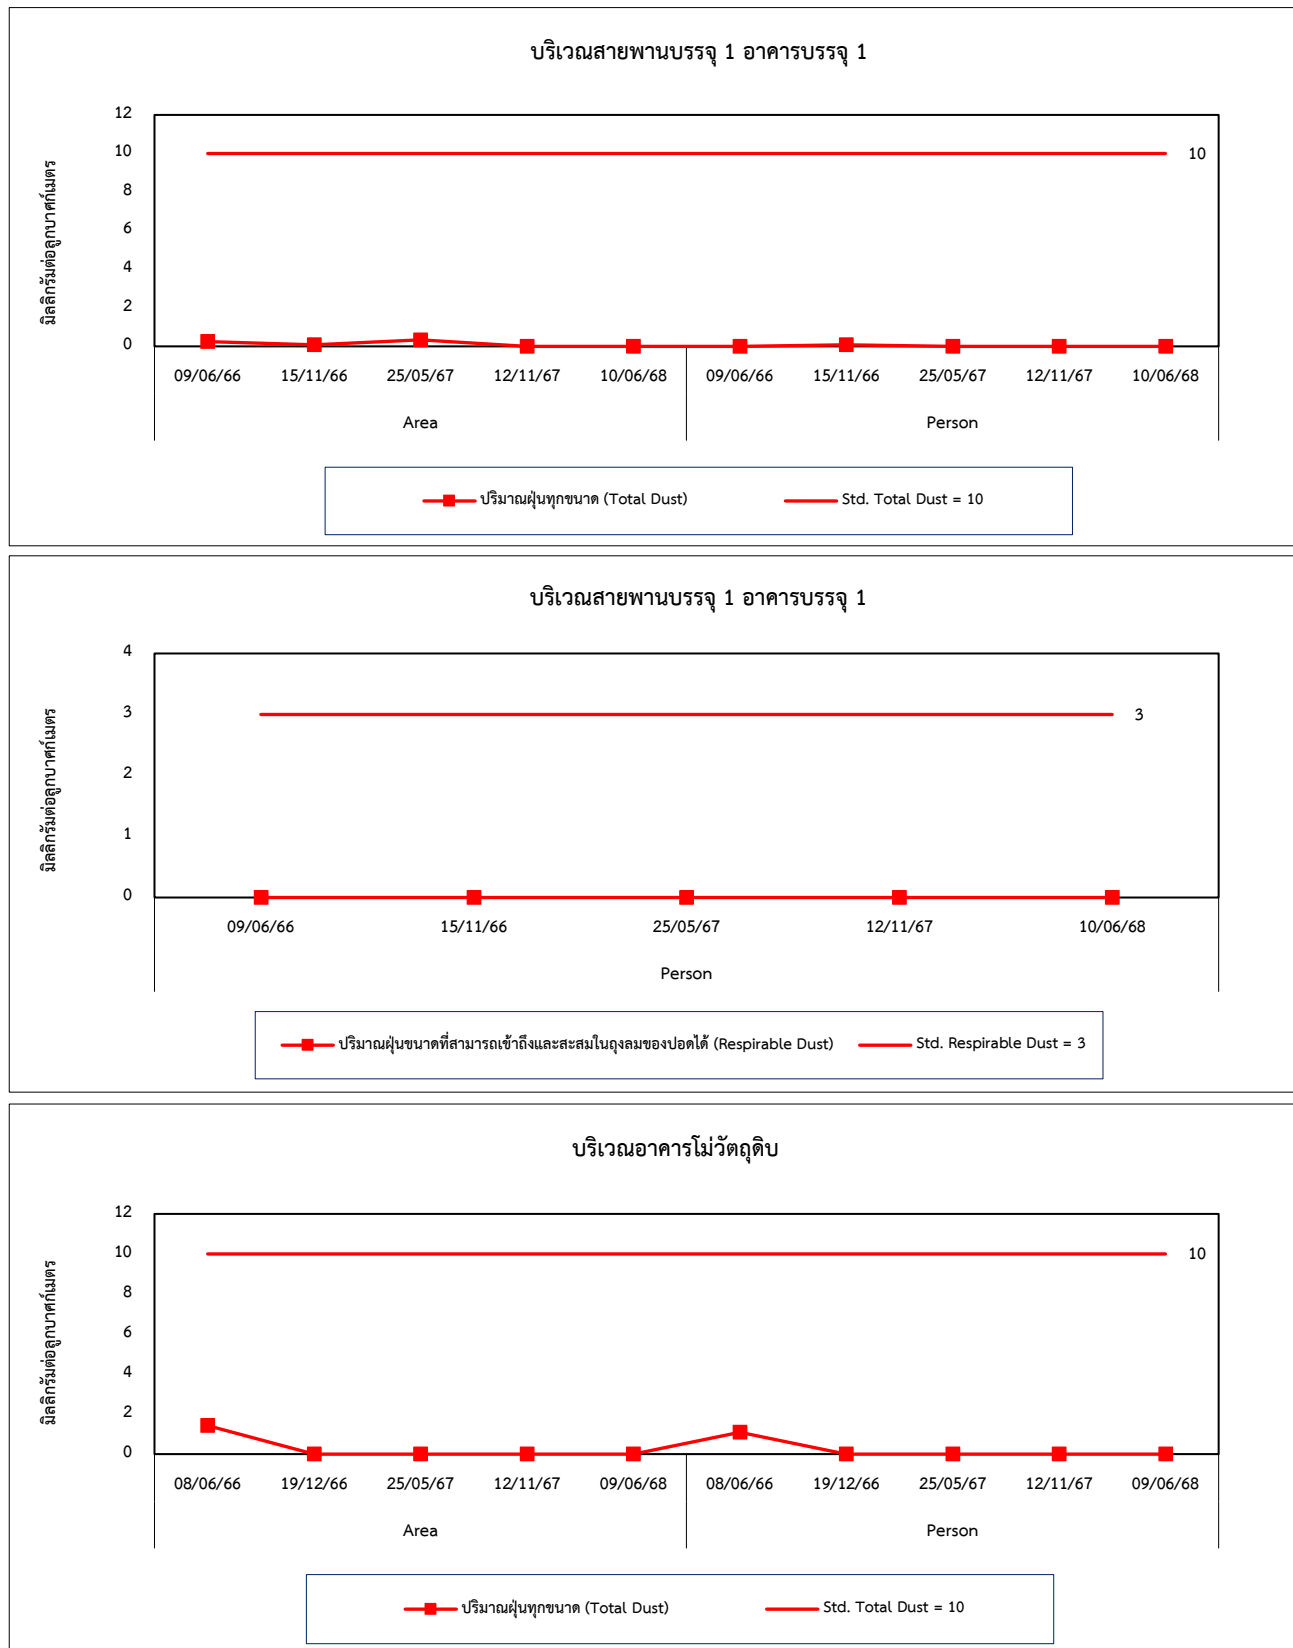 บริเวณสายพานบรรจุ 1 อาคารบรรจุ 1
มิลลิกรัมต่อลูกบาศก์เมตร
12
10
8
6
4
2
0
10
09/06/66 15/11/66 25/05/67 12/11/67 10/06/68 09/06/66 15/11/66 25/05/67 12/11/67 10/06/68
Area Person
ปริมาณฝุ่นทุกขนาด (Total Dust) Std. Total Dust = 10
บริเวณสายพานบรรจุ 1 อาคารบรรจุ 1
มิลลิกรัมต่อลูกบาศก์เมตร
4
3
2
1
0
3
09/06/66 15/11/66 25/05/67 12/11/67 10/06/68
Person
ปริมาณฝุ่นขนาดที่สามารถเข้าถึงและสะสมในถุงลมของปอดได้ (Respirable Dust) Std. Respirable Dust = 3
บริเวณอาคารโม่วัตถุดิบ
มิลลิกรัมต่อลูกบาศก์เมตร
12
10
8
6
4
2
0
10
08/06/66 19/12/66 25/05/67 12/11/67 09/06/68 08/06/66 19/12/66 25/05/67 12/11/67 09/06/68
Area Person
ปริมาณฝุ่นทุกขนาด (Total Dust) Std. Total Dust = 10